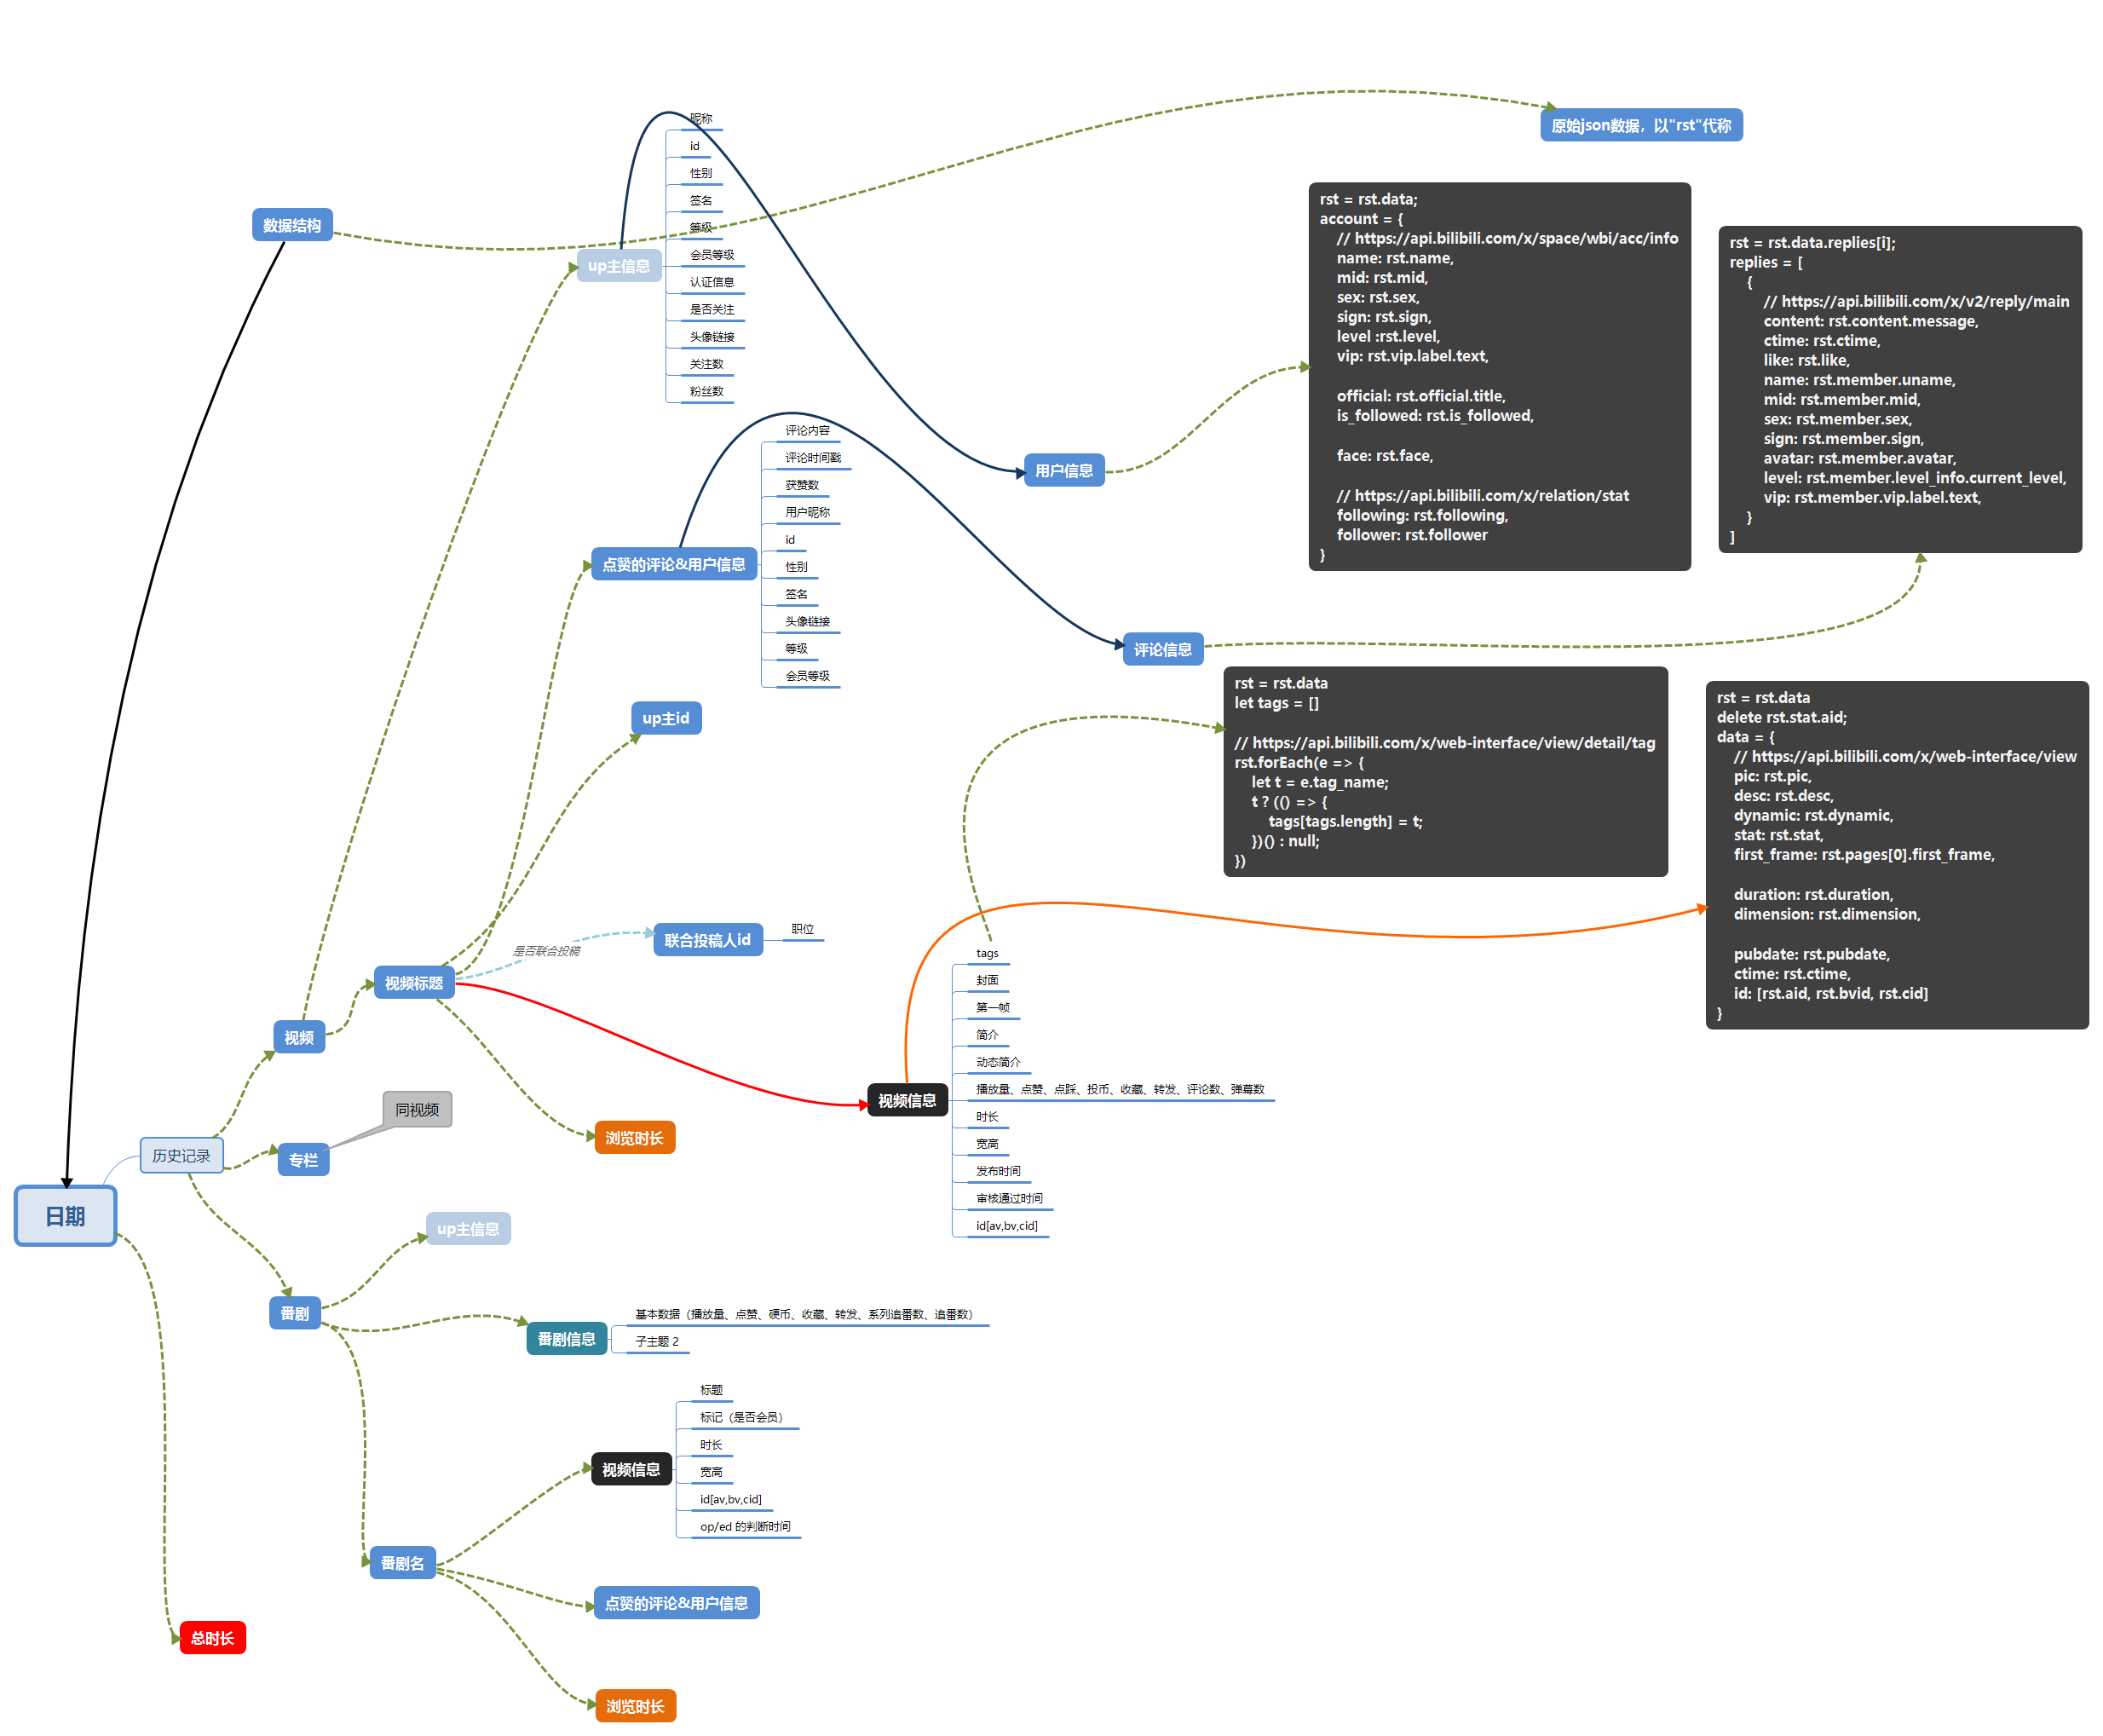 原始json数据，以"rst"代称
数据结构
up主信息
昵称
id
性别
签名
等级
会员等级
认证信息
是否关注
头像链接
关注数
粉丝数
用户信息
rst = rst.data;
account = {
// https://api.bilibili.com/x/space/wbi/acc/info
name: rst.name,
mid: rst.mid,
sex: rst.sex,
sign: rst.sign,
level :rst.level,
vip: rst.vip.label.text,
official: rst.official.title,
is_followed: rst.is_followed,
face: rst.face,
// https://api.bilibili.com/x/relation/stat
following: rst.following,
follower: rst.follower
}
rst = rst.data.replies[i];
replies = [
{
// https://api.bilibili.com/x/v2/reply/main
content: rst.content.message,
ctime: rst.ctime,
like: rst.like,
name: rst.member.uname,
mid: rst.member.mid,
sex: rst.member.sex,
sign: rst.member.sign,
avatar: rst.member.avatar,
level: rst.member.level_info.current_level,
vip: rst.member.vip.label.text,
}
]
点赞的评论&用户信息
评论内容
评论时间戳
获赞数
用户昵称
id
性别
签名
头像链接
等级
会员等级
评论信息
up主id
rst = rst.data
let tags = []
// https://api.bilibili.com/x/web-interface/view/detail/tag
rst.forEach(e => {
let t = e.tag_name;
t ? (() => {
tags[tags.length] = t;
})() : null;
})
rst = rst.data
delete rst.stat.aid;
data = {
// https://api.bilibili.com/x/web-interface/view
pic: rst.pic,
desc: rst.desc,
dynamic: rst.dynamic,
stat: rst.stat,
first_frame: rst.pages[0].first_frame,
duration: rst.duration,
dimension: rst.dimension,
pubdate: rst.pubdate,
ctime: rst.ctime,
id: [rst.aid, rst.bvid, rst.cid]
}
联合投稿人id
职位
是否联合投稿
视频标题
视频
视频信息
tags
封面
第一帧
简介
动态简介
播放量、点赞、点踩、投币、收藏、转发、评论数、弹幕数
时长
宽高
发布时间
审核通过时间
id[av,bv,cid]
同视频
浏览时长
历史记录
专栏
日期
up主信息
番剧
番剧信息
基本数据（播放量、点赞、硬币、收藏、转发、系列追番数、追番数）
子主题 2
视频信息
标题
标记（是否会员）
时长
宽高
id[av,bv,cid]
op/ed 的判断时间
番剧名
点赞的评论&用户信息
总时长
浏览时长